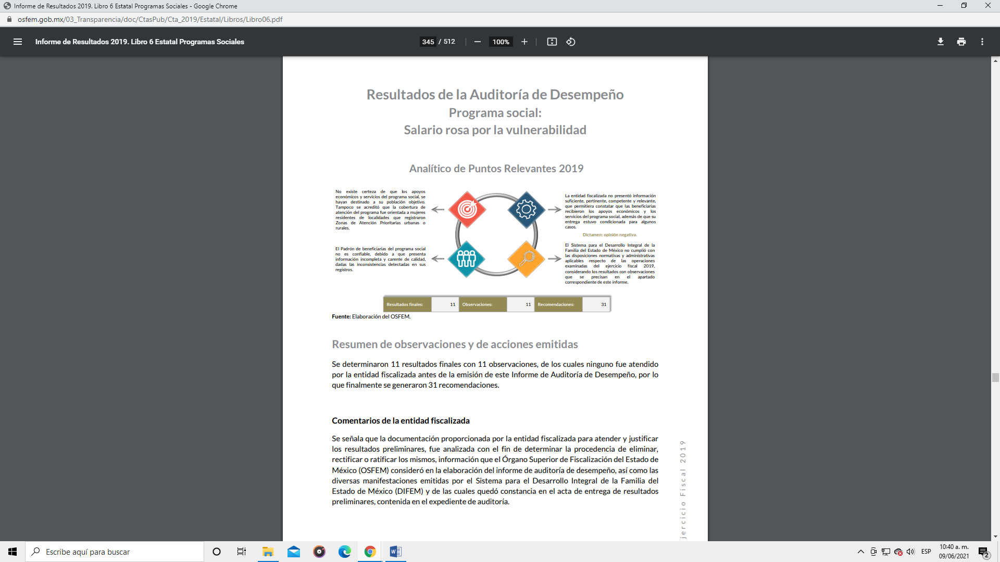 Informe de Resultados 2019. Libro 6 Estatal Programas Sociales - Google Chrome
osfem.gob.mx/03_Transparencia/doc/CtasPub/Cta_2019/Estatal/Libros/Libro06.pdf
Informe de Resultados 2019. Libro 6 Estatal Programas Sociales
345 / 512
100%
Resultados de la Auditoría de Desempeño
Programa social:
Salario rosa por la vulnerabilidad
Analítico de Puntos Relevantes 2019
No existe certeza de que los apoyos
económicos y servicios del programa social, se
hayan destinado a su población objetivo.
Tampoco se acreditó que la cobertura de
atención del programa fue orientada a mujeres
residentes de localidades que registraron
Zonas de Atención Prioritarias urbanas o
rurales.
La entidad fiscalizada no presentó información
suficiente, pertinente, competente y relevante,
que permitiera constatar que las beneficiarias
recibieron los apoyos económicos y los
servicios del programa social, además de que su
entrega estuvo condicionada para algunos
casos.
Dictamen: opinión negativa.
El Padrón de beneficiarias del programa social
no es confiable, debido a que presenta
información incompleta y carente de calidad,
dadas las inconsistencias detectadas en sus
registros.
El Sistema para el Desarrollo Integral de la
Familia del Estado de México no cumplió con
las disposiciones normativas y administrativas
aplicables respecto de las operaciones
examinadas del ejercicio fiscal 2019,
considerando los resultados con observaciones
que se precisan en el apartado
correspondiente de este informe.
Resultados finales: 11 Observaciones: 11 Recomendaciones: 31
Fuente: Elaboración del OSFEM.
Resumen de observaciones y de acciones emitidas
Se determinaron 11 resultados finales con 11 observaciones, de los cuales ninguno fue atendido
por la entidad fiscalizada antes de la emisión de este Informe de Auditoría de Desempeño, por lo
que finalmente se generaron 31 recomendaciones.
Comentarios de la entidad fiscalizada
Se señala que la documentación proporcionada por la entidad fiscalizada para atender y justificar
los resultados preliminares, fue analizada con el fin de determinar la procedencia de eliminar,
rectificar o ratificar los mismos, información que el Órgano Superior de Fiscalización del Estado de
México (OSFEM) consideró en la elaboración del informe de auditoría de desempeño, así como las
diversas manifestaciones emitidas por el Sistema para el Desarrollo Integral de la Familia del
Estado de México (DIFEM) y de las cuales quedó constancia en el acta de entrega de resultados
preliminares, contenida en el expediente de auditoría.
jercicio Fiscal 2019
Escribe aquí para buscar
ESP
10:40 a. m.
09/06/2021
2